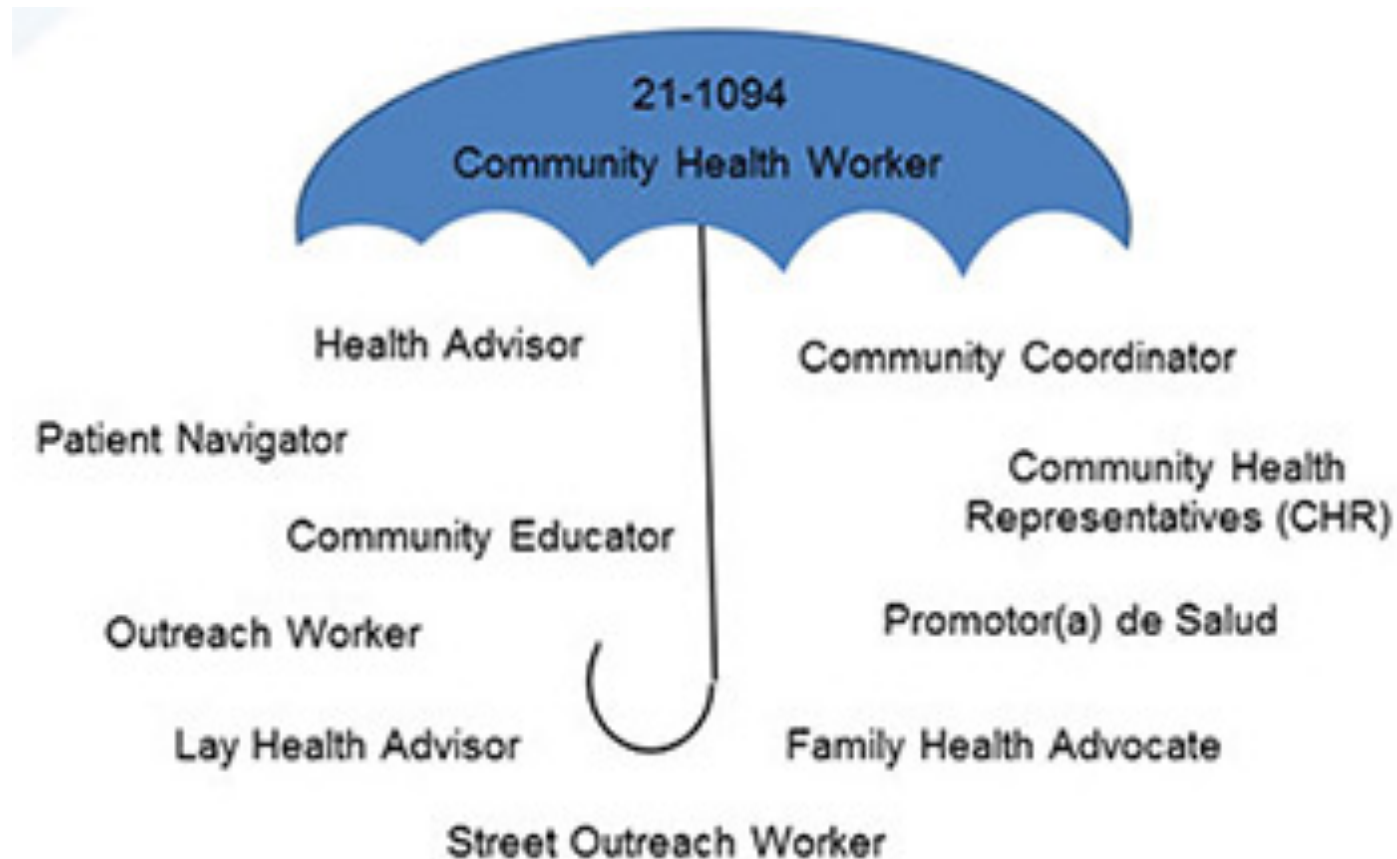 21-1094
Community Health Worker
Health Advisor
Community Coordinator
Patient Navigator
Community Health
Representatives (CHR)
Community Educator
Outreach Worker
Promotor(a) de Salud
Lay Health Advisor
Family Health Advocate
Street Outreach Worker